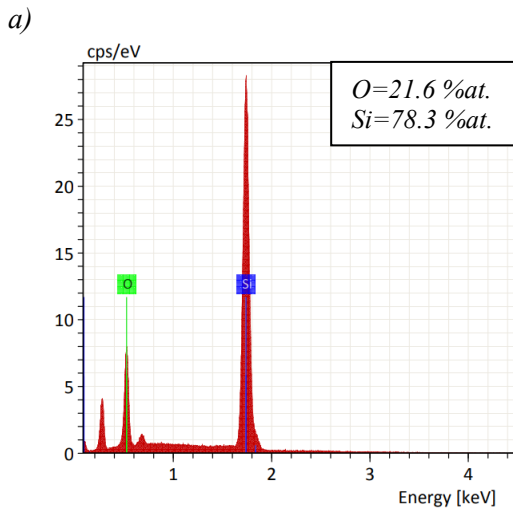 a)
cps/eV
O=21.6 %at.
Si=78.3 %at.
25
20
15
10
5
0
O
Si
1
2
3
4
Energy [keV]